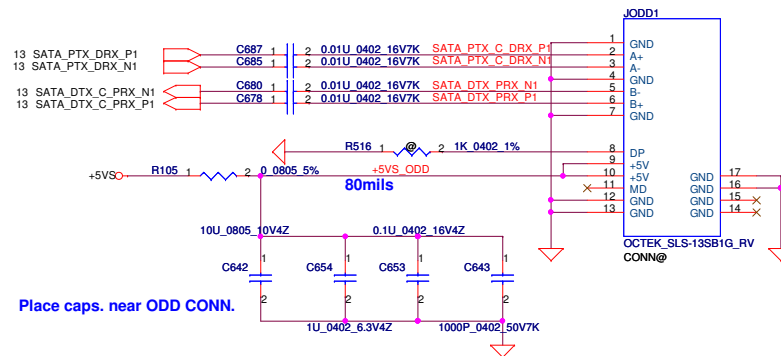 JODD1
13 SATA_PTX_DRX_P1 C687 1 2 0.01U_0402_16V7K SATA_PTX_C_DRX_P1 1 GND
13 SATA_PTX_DRX_N1 C685 1 2 0.01U_0402_16V7K SATA_PTX_C_DRX_N1 2 A+
3 A-
4 GND
13 SATA_DTX_C_PRX_N1 C680 1 2 0.01U_0402_16V7K SATA_DTX_PRX_N1 5 B-
13 SATA_DTX_C_PRX_P1 C678 1 2 0.01U_0402_16V7K SATA_DTX_PRX_P1 6 B+
7 GND
R516 1 @ 2 1K_0402_1% 8 DP
9 +5V
+5VS R105 1 2 0_0805_5% +5VS_ODD 10 +5V GND 17
80mils 11 MD GND 16
12 GND GND 15
13 GND GND 14
OCTEK_SLS-13SB1G_RV
CONN@
10U_0805_10V4Z 0.1U_0402_16V4Z
1 1 1 1
C642 C654 C653 C643
2 2 2 2
Place caps. near ODD CONN.
1U_0402_6.3V4Z 1000P_0402_50V7K